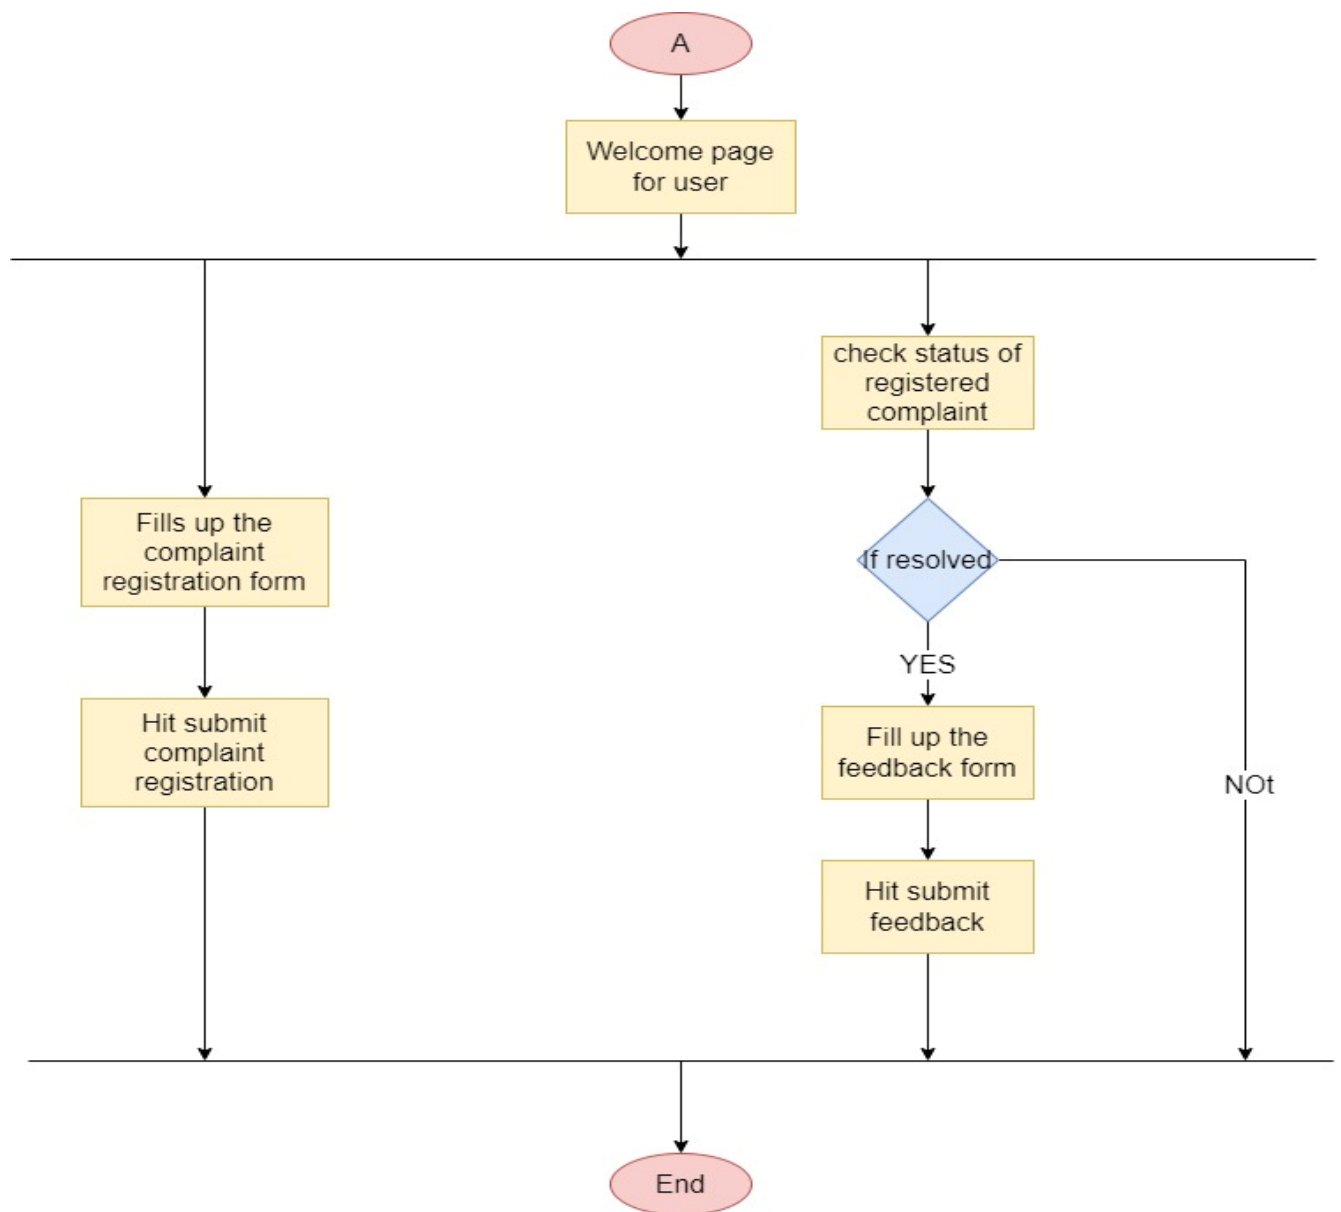 A
Welcome page
for user
check status of
registered
complaint
Fills up the
complaint
registration form
If resolved
YES
Hit submit
complaint
registration
Fill up the
feedback form
NOt
Hit submit
feedback
End